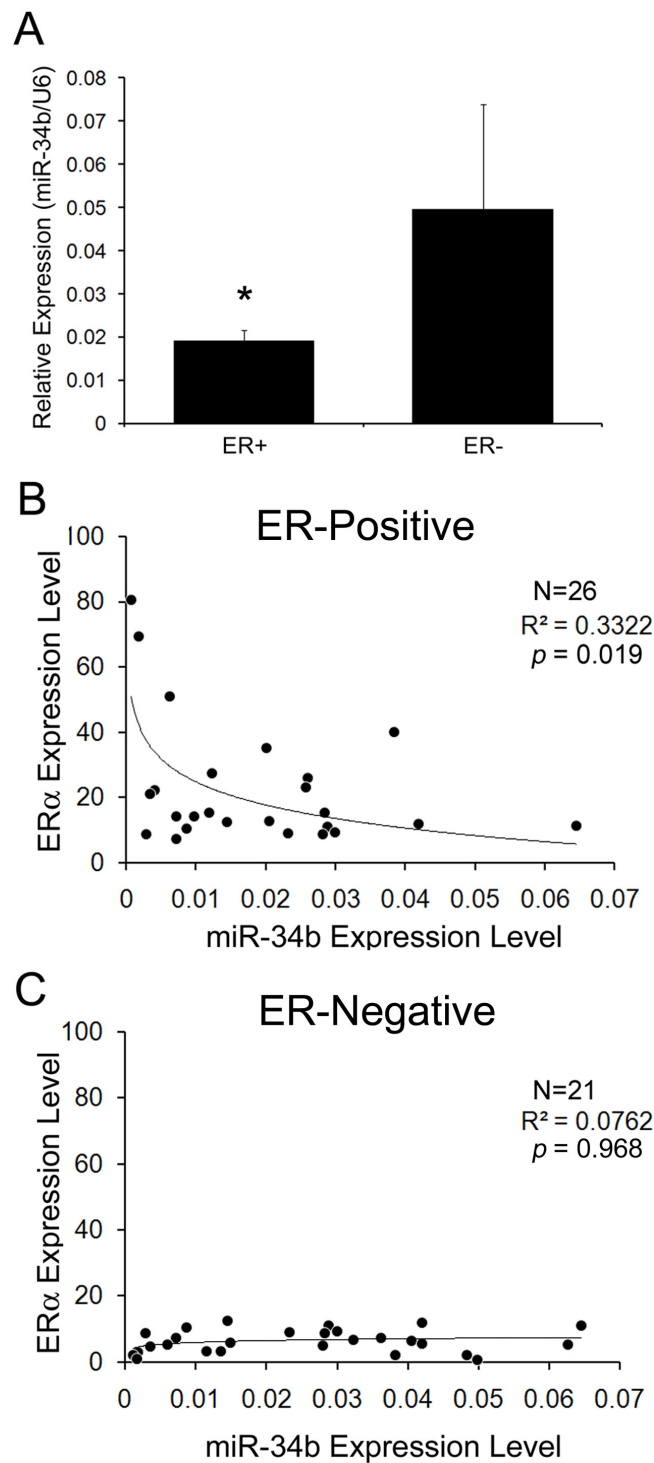 A
Relative Expression (miR-34b/U6)
0.08
0.07
0.06
0.05
0.04
0.03
0.02
0.01
0
*
ER+ ER-
B
ER-Positive
ERα Expression Level
100
80
60
40
20
0
N=26
R² = 0.3322
p = 0.019
0 0.01 0.02 0.03 0.04 0.05 0.06 0.07
miR-34b Expression Level
C
ER-Negative
ERα Expression Level
100
80
60
40
20
0
N=21
R² = 0.0762
p = 0.968
0 0.01 0.02 0.03 0.04 0.05 0.06 0.07
miR-34b Expression Level